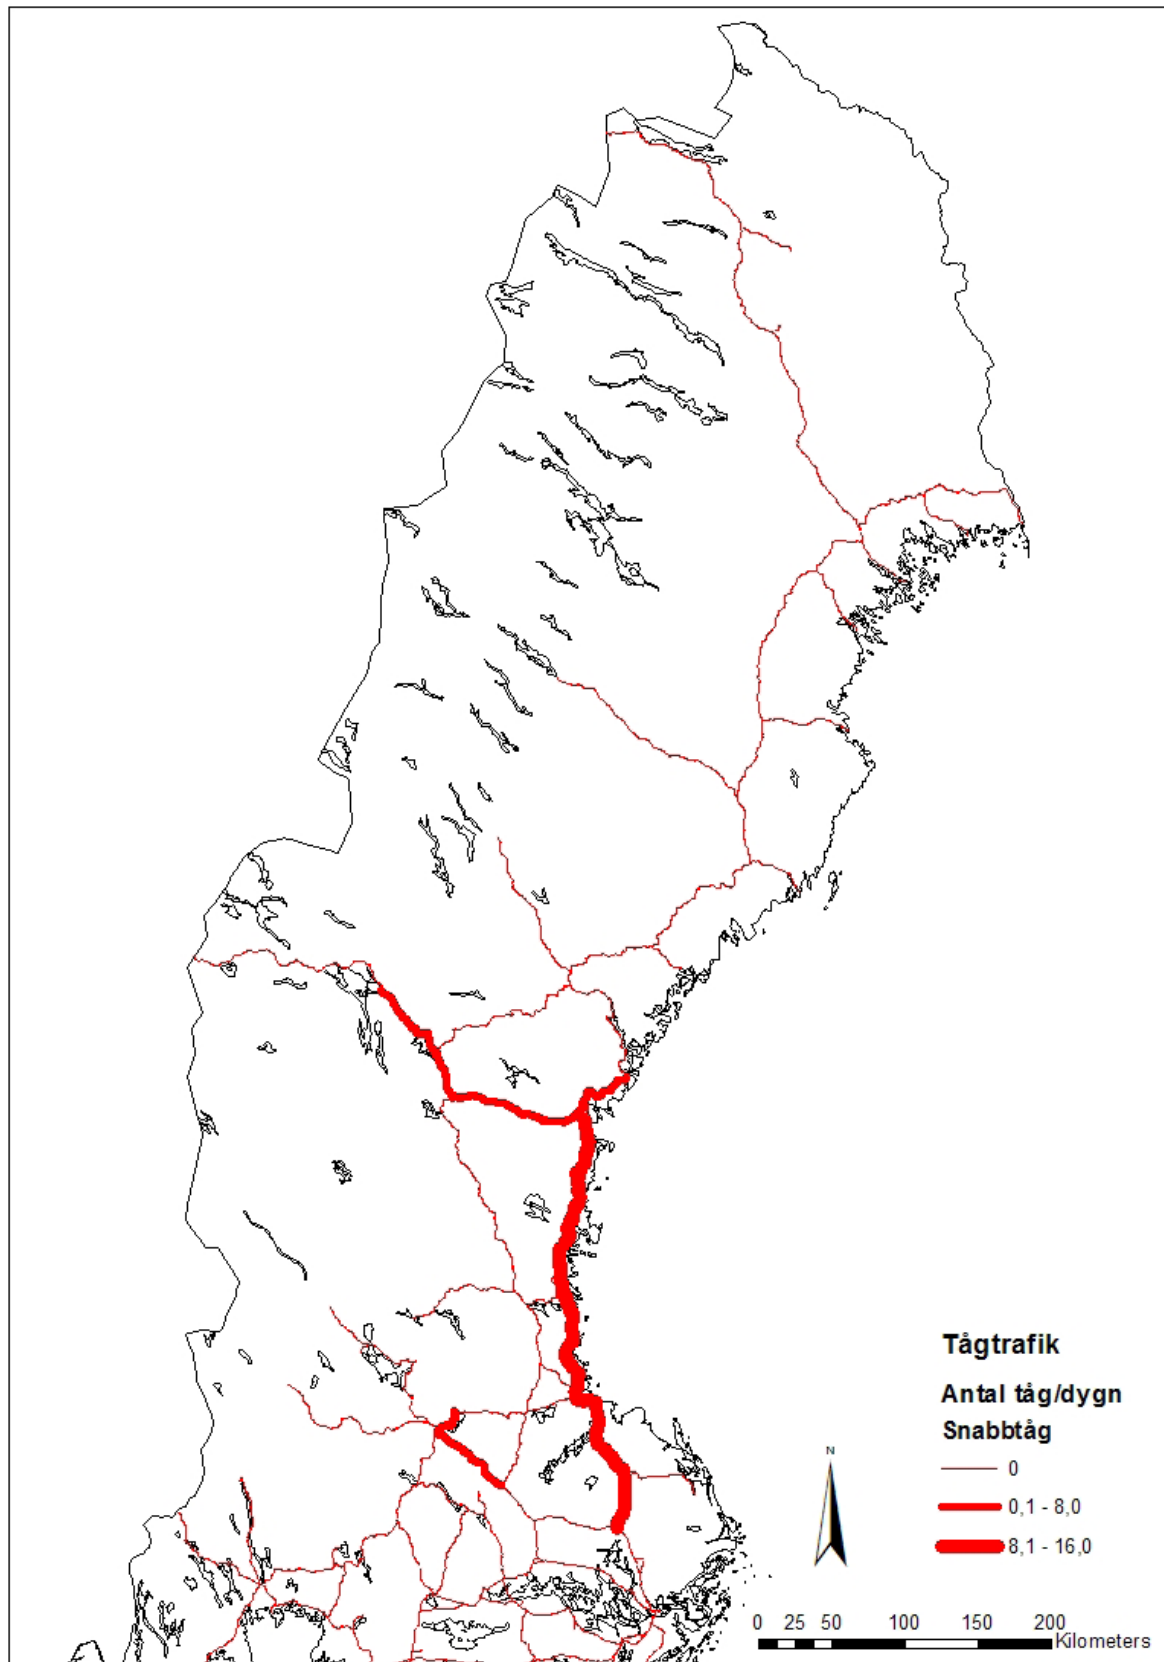 Tågtrafik
Antal tåg/dygn
Snabbtåg
N
0
0,1 - 8,0
8,1 - 16,0
0 25 50 100 150 200
Kilometers